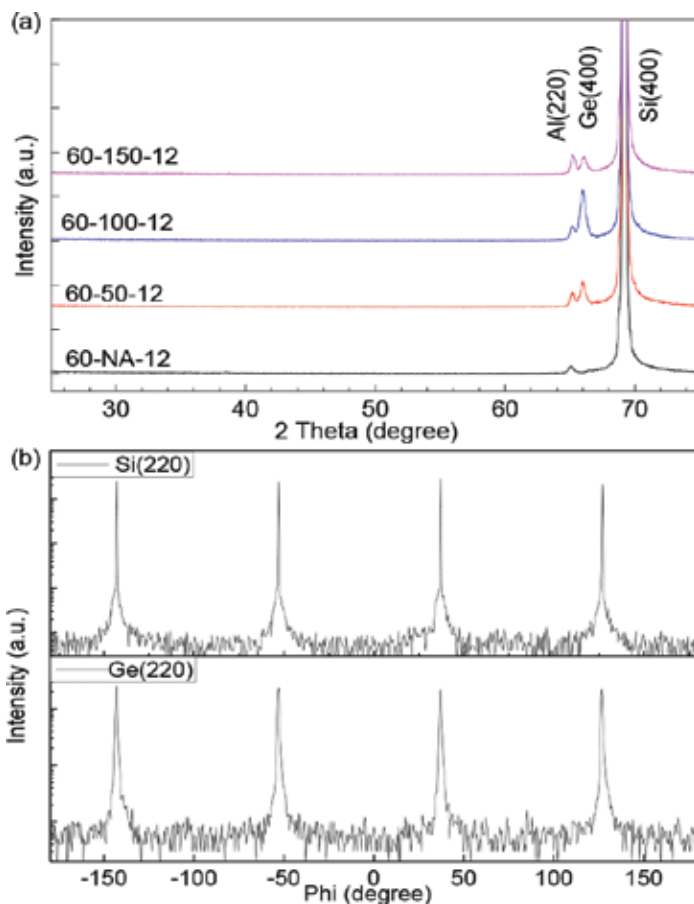 (a)
Al(220)
Ge(400)
Si(400)
60-150-12
60-100-12
60-50-12
60-NA-12
Intensity (a.u.)
30 40 50 60 70
2 Theta (degree)
(b)
Si(220)
Ge(220)
Intensity (a.u.)
-150 -100 -50 0 50 100 150
Phi (degree)